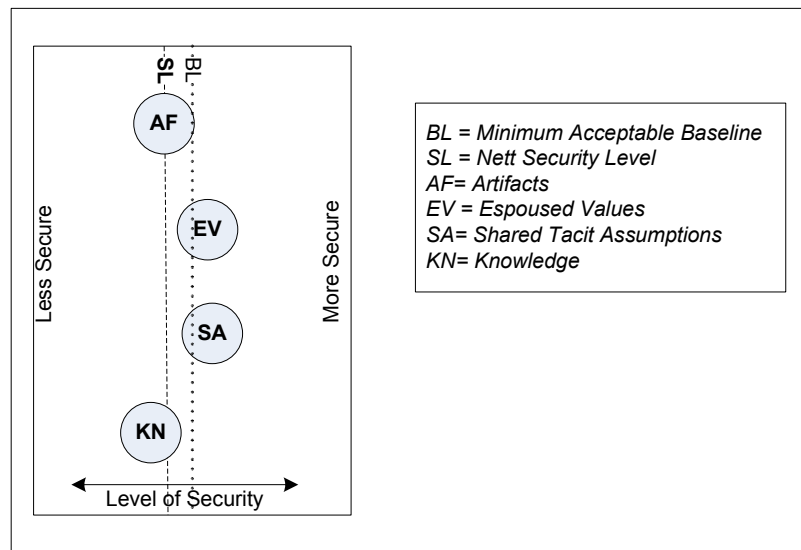 SL
BL
AF
EV
SA
KN
Less Secure
More Secure
Level of Security
BL = Minimum Acceptable Baseline
SL = Nett Security Level
AF= Artifacts
EV = Espoused Values
SA= Shared Tacit Assumptions
KN= Knowledge